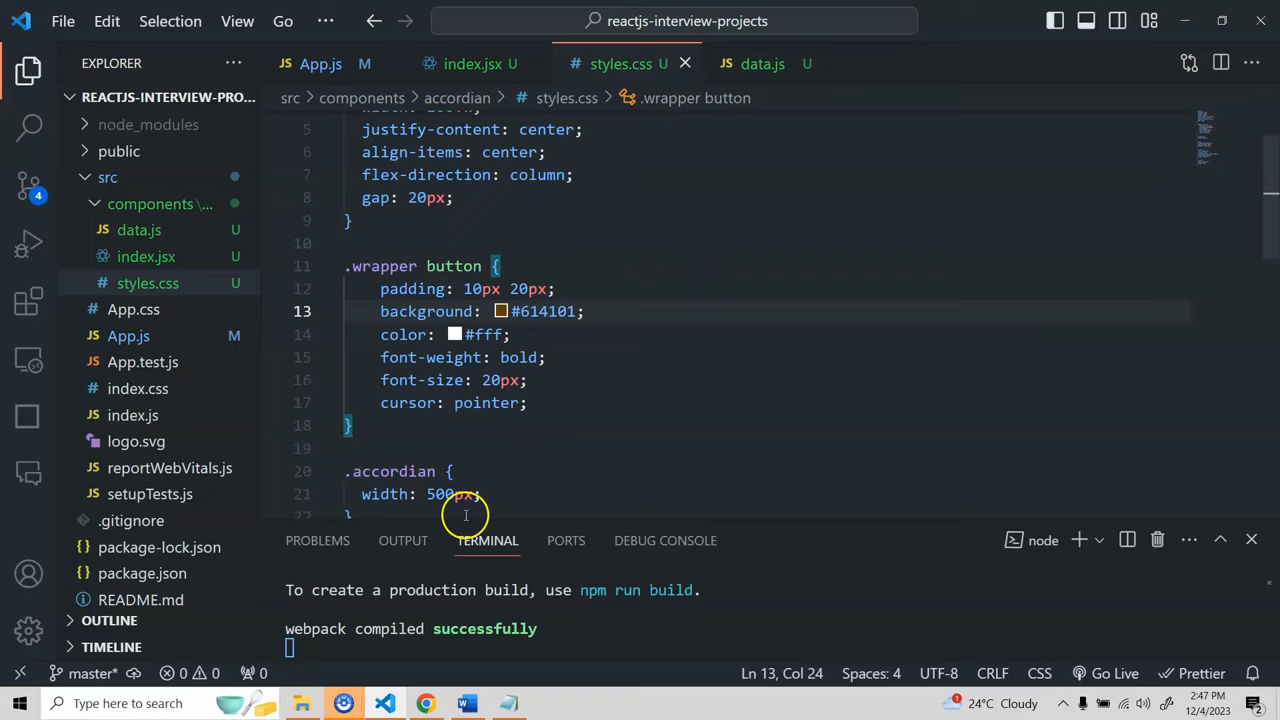 File Edit Selection View Go ··· reactjs-interview-projects
EXPLORER ···
App.js M index.jsx U styles.css U data.js U ···
REACTJS-INTERVIEW-PRO...
src components accordian styles.css .wrapper button
node_modules
public
src
components\...
data.js U
index.jsx U
styles.css U
App.css
App.js M
App.test.js
index.css
index.js
logo.svg
reportWebVitals.js
setupTests.js
.gitignore
package-lock.json
package.json
README.md
OUTLINE
TIMELINE
4
5 justify-content: center;
6 align-items: center;
7 flex-direction: column;
8 gap: 20px;
9 }
10
11 .wrapper button {
12 padding: 10px 20px;
13 background: #614101;
14 color: #fff;
15 font-weight: bold;
16 font-size: 20px;
17 cursor: pointer;
18 }
19
20 .accordian {
21 width: 500px;
22 }
PROBLEMS OUTPUT TERMINAL PORTS DEBUG CONSOLE node ···
To create a production build, use npm run build.
webpack compiled successfully
master* 0 0 0 Ln 13, Col 24 Spaces: 4 UTF-8 CRLF CSS Go Live Prettier
Type here to search 24°C Cloudy 2:47 PM
12/4/2023 2